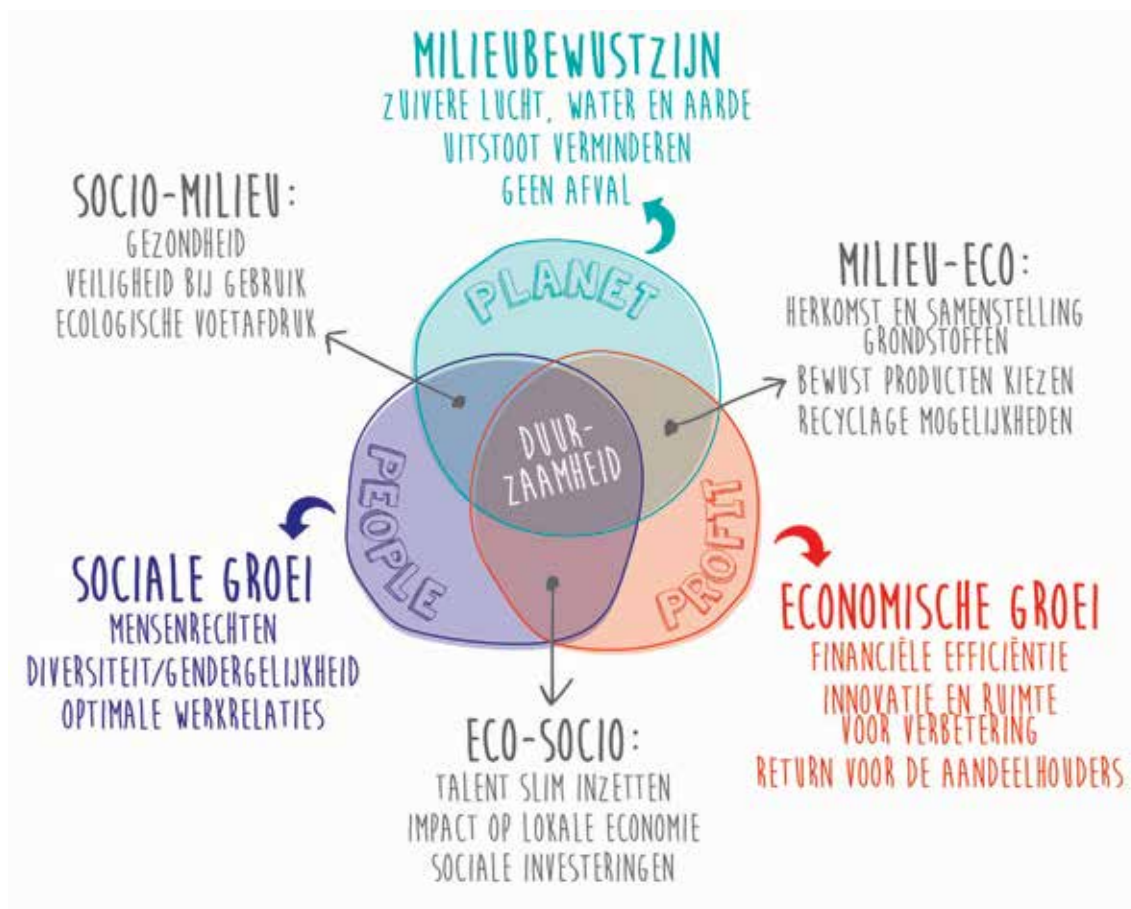 MILIEUBEWUSTZIJN
ZUIVERE LUCHT, WATER EN AARDE
UITSTOOT VERMINDEREN
GEEN AFVAL
SOCIO-MILIEU:
GEZONDHEID
VEILIGHEID BIJ GEBRUIK
ECOLOGISCHE VOETAFDRUK
MILIEU-ECO:
HERKOMST EN SAMENSTELLING
GRONDSTOFFEN
BEWUST PRODUCTEN KIEZEN
RECYCLAGE MOGELIJKHEDEN
PLANET
DUUR-
ZAAMHEID
PEOPLE
PROFIT
SOCIALE GROEI
MENSENRECHTEN
DIVERSITEIT/GENDERGELIJKHEID
OPTIMALE WERKRELATIES
ECONOMISCHE GROEI
FINANCIËLE EFFICIËNTIE
INNOVATIE EN RUIMTE
VOOR VERBETERING
RETURN VOOR DE AANDEELHOUDERS
ECO-SOCIO:
TALENT SLIM INZETTEN
IMPACT OP LOKALE ECONOMIE
SOCIALE INVESTERINGEN